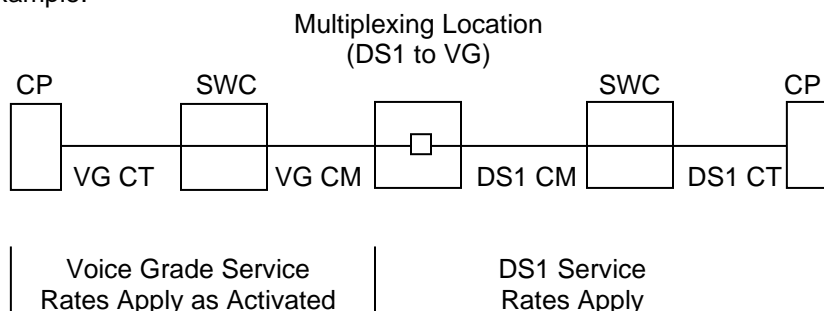 Multiplexing Location
(DS1 to VG)
CP SWC SWC CP
VG CT VG CM DS1 CM DS1 CT
Voice Grade Service DS1 Service
Rates Apply as Activated Rates Apply